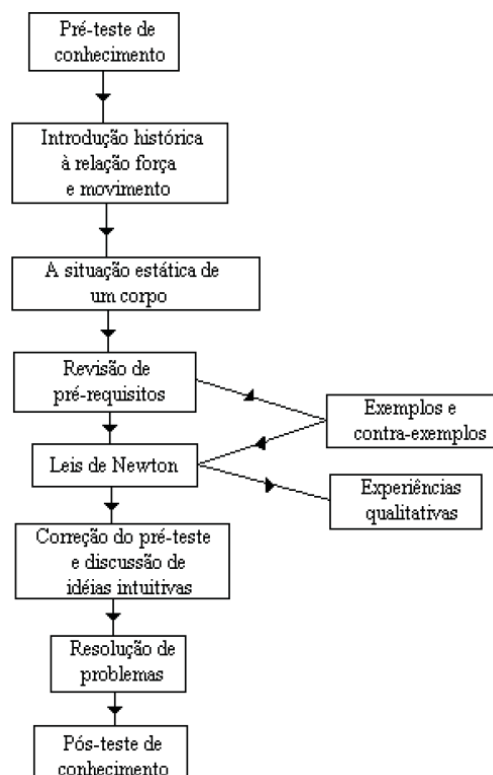 Pré-teste de
conhecimento
Introdução histórica
à relação força
e movimento
A situação estática de
um corpo
Revisão de
pré-requisitos
Exemplos e
contra-exemplos
Leis de Newton
Experiências
qualitativas
Correção do pré-teste
e discussão de
idéias intuitivas
Resolução de
problemas
Pós-teste de
conhecimento